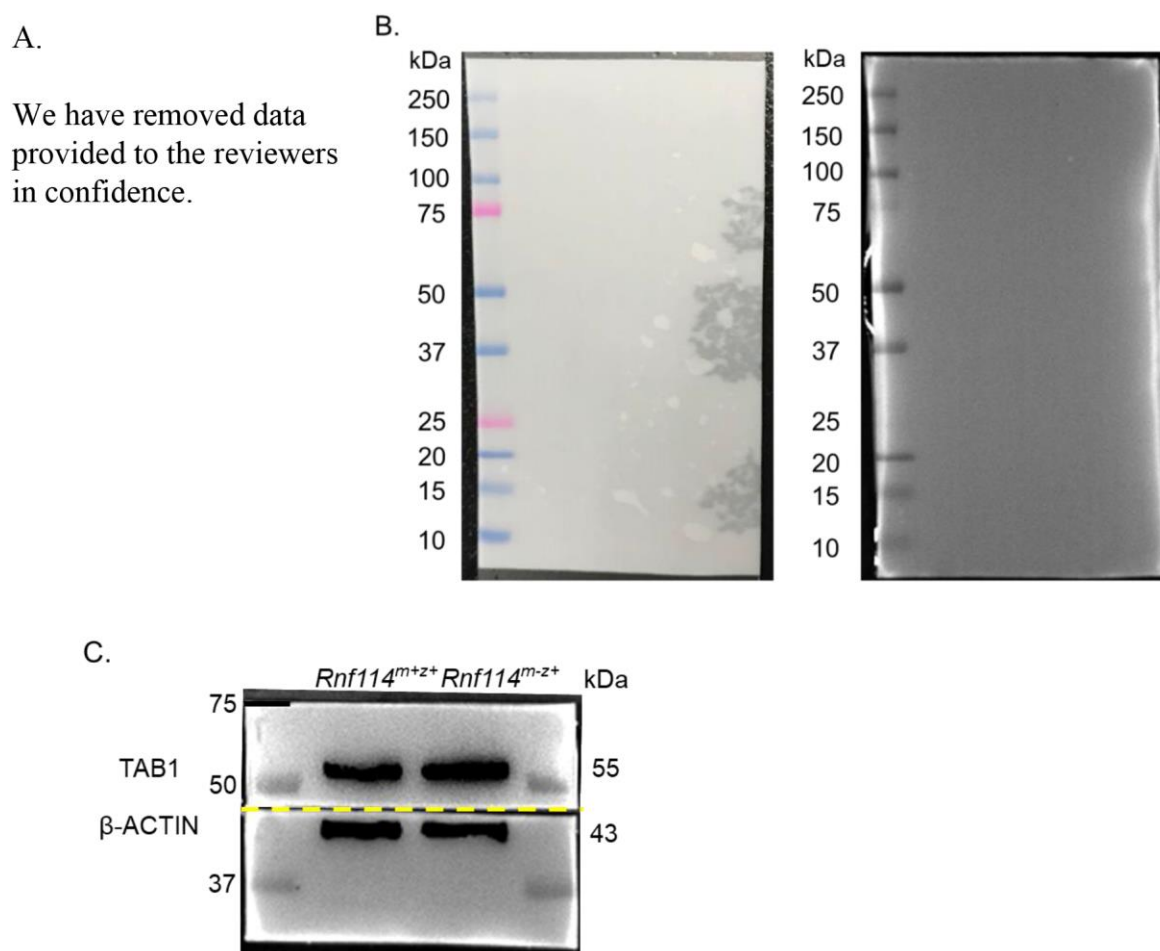 A.
We have removed data
provided to the reviewers
in confidence.
B.
kDa
250
150
100
75
50
37
25
20
15
10
kDa
250
150
100
75
50
37
25
20
15
10
C.
Rnf114^m+z+ Rnf114^m-z+ kDa
75
TAB1 50 55
β-ACTIN 43
37